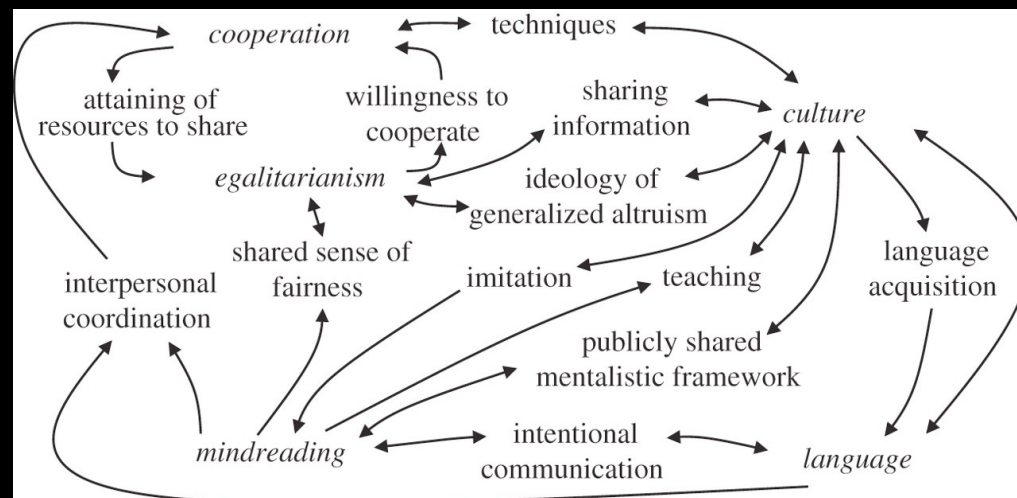 cooperation
techniques
attaining of
resources to share
willingness to
cooperate
sharing
information
culture
egalitarianism
ideology of
generalized altruism
shared sense of
fairness
imitation
teaching
language
acquisition
interpersonal
coordination
publicly shared
mentalistic framework
mindreading
intentional
communication
language